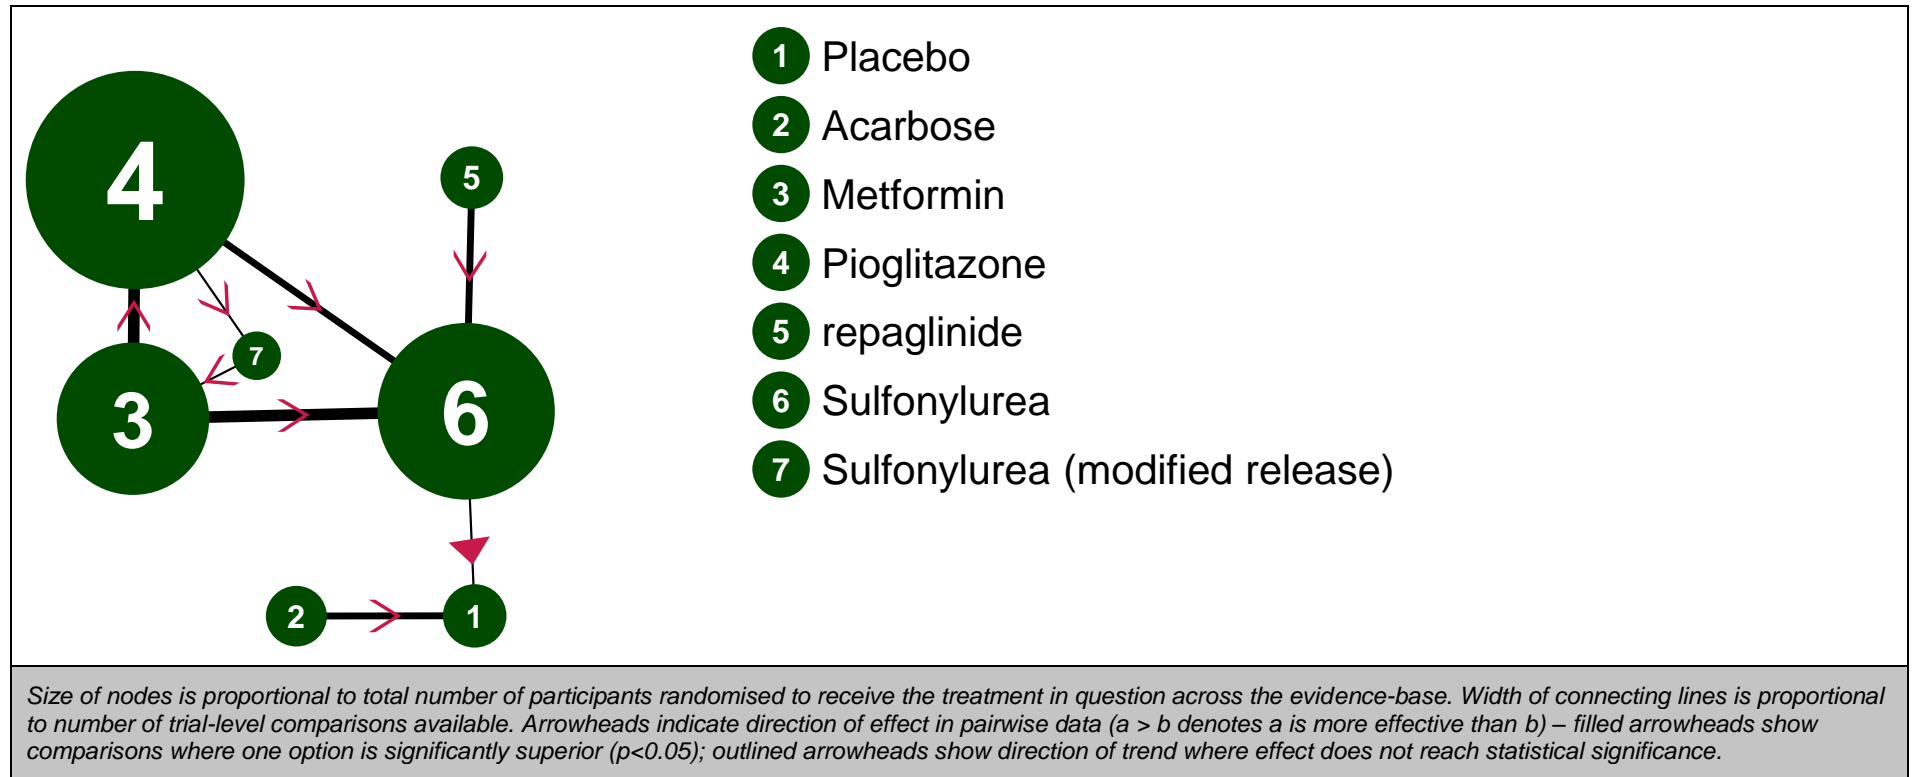 4
5
7
3
6
2
1
1 Placebo
2 Acarbose
3 Metformin
4 Pioglitazone
5 repaglinide
6 Sulfonylurea
7 Sulfonylurea (modified release)
Size of nodes is proportional to total number of participants randomised to receive the treatment in question across the evidence-base. Width of connecting lines is proportional
to number of trial-level comparisons available. Arrowheads indicate direction of effect in pairwise data (a > b denotes a is more effective than b) – filled arrowheads show
comparisons where one option is significantly superior (p<0.05); outlined arrowheads show direction of trend where effect does not reach statistical significance.